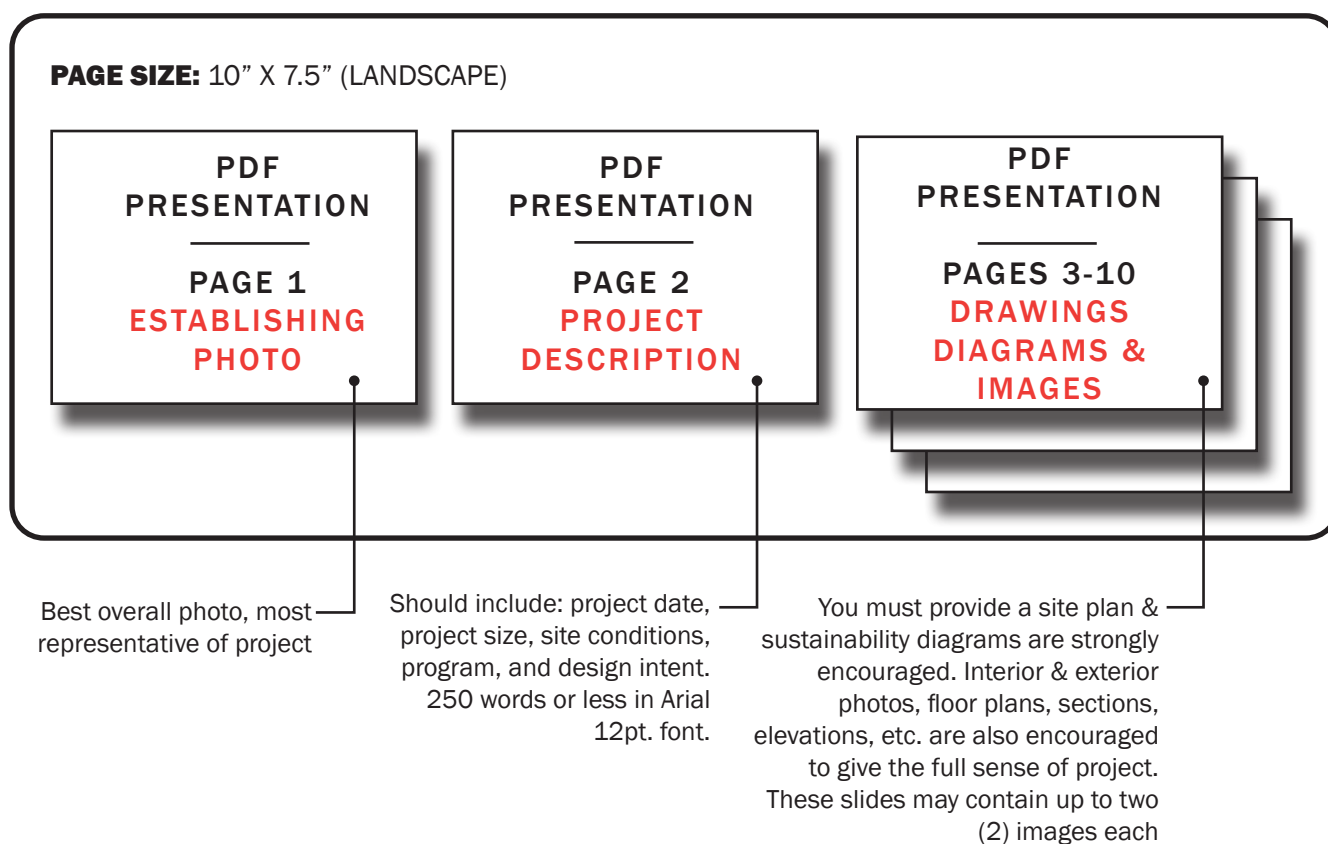 PAGE SIZE: 10” X 7.5” (LANDSCAPE)
PDF
PRESENTATION
PAGE 1
ESTABLISHING
PHOTO
PDF
PRESENTATION
PAGE 2
PROJECT
DESCRIPTION
PDF
PRESENTATION
PAGES 3-10
DRAWINGS
DIAGRAMS &
IMAGES
Best overall photo, most
representative of project
Should include: project date,
project size, site conditions,
program, and design intent.
250 words or less in Arial
12pt. font.
You must provide a site plan &
sustainability diagrams are strongly
encouraged. Interior & exterior
photos, floor plans, sections,
elevations, etc. are also encouraged
to give the full sense of project.
These slides may contain up to two
(2) images each